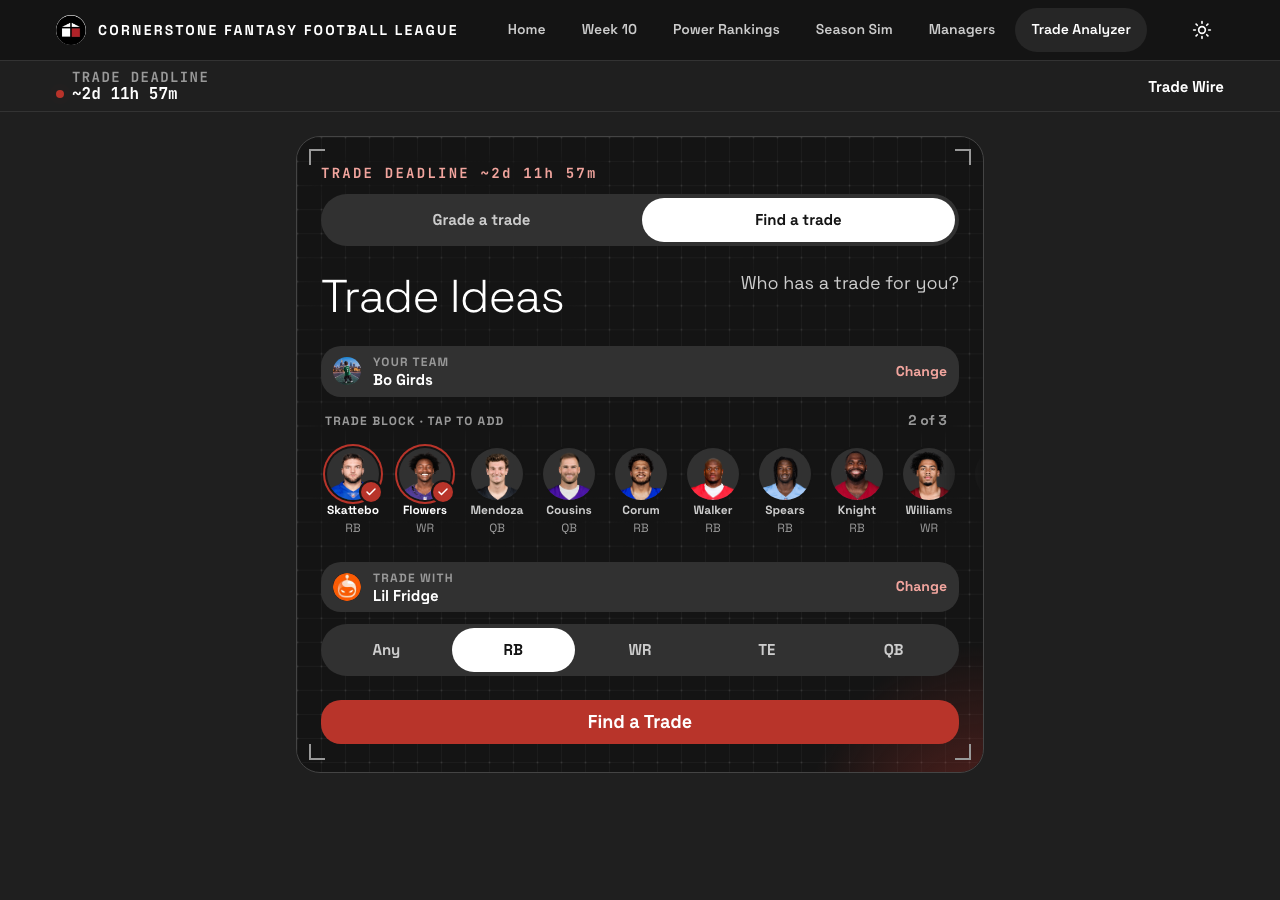 CORNERSTONE FANTASY FOOTBALL LEAGUE
Home
Week 10
Power Rankings
Season Sim
Managers
Trade Analyzer
TRADE DEADLINE
~2d 11h 57m
Trade Wire
TRADE DEADLINE ~2d 11h 57m
Grade a trade
Find a trade
Trade Ideas
Who has a trade for you?
YOUR TEAM
Bo Girds
Change
TRADE BLOCK · TAP TO ADD
2 of 3
Skattebo
RB
Flowers
WR
Mendoza
QB
Cousins
QB
Corum
RB
Walker
RB
Spears
RB
Knight
RB
Williams
WR
TRADE WITH
Lil Fridge
Change
Any
RB
WR
TE
QB
Find a Trade